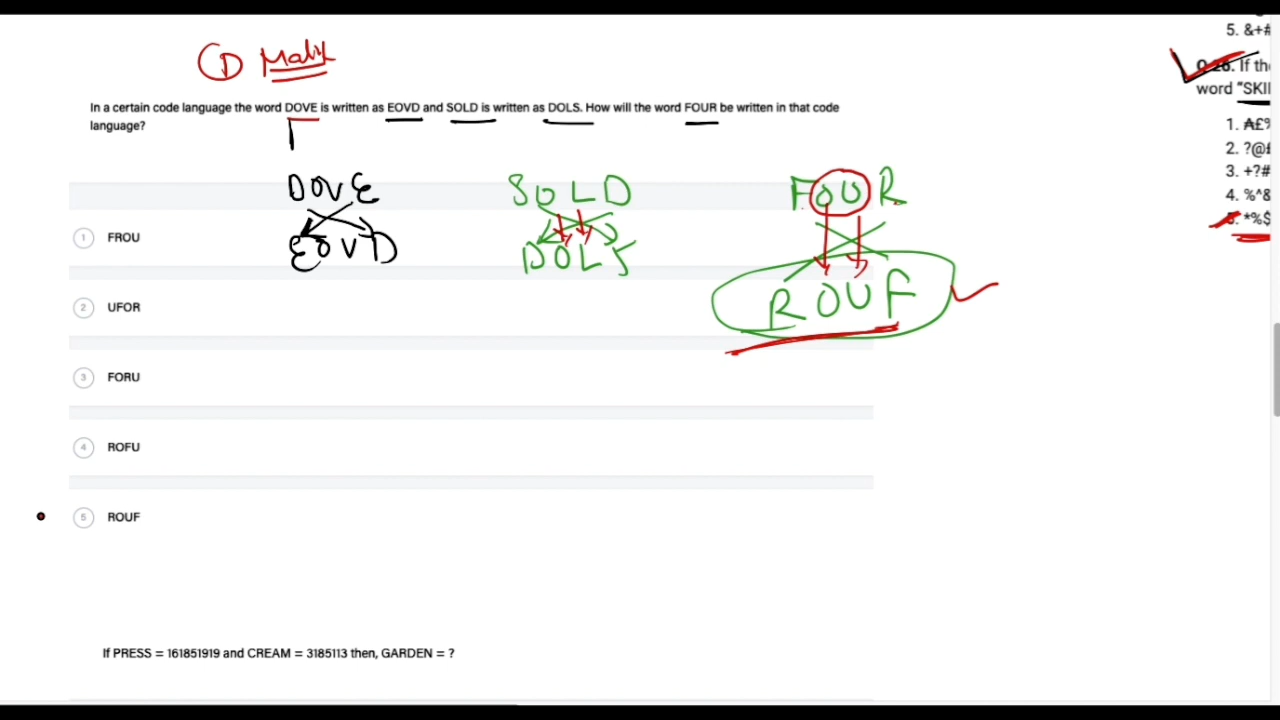 ① Math
In a certain code language the word DOVE is written as EOVD and SOLD is written as DOLS. How will the word FOUR be written in that code
language?
DOVE
EOVD
SOLD
DOLS
FOUR
ROUF
1 FROU
2 UFOR
3 FORU
4 ROFU
5 ROUF
If PRESS = 161851919 and CREAM = 3185113 then, GARDEN = ?
5. &+#
If the
word "SKI
1.
2. ?@
3. +?#
4. %^&
*%$